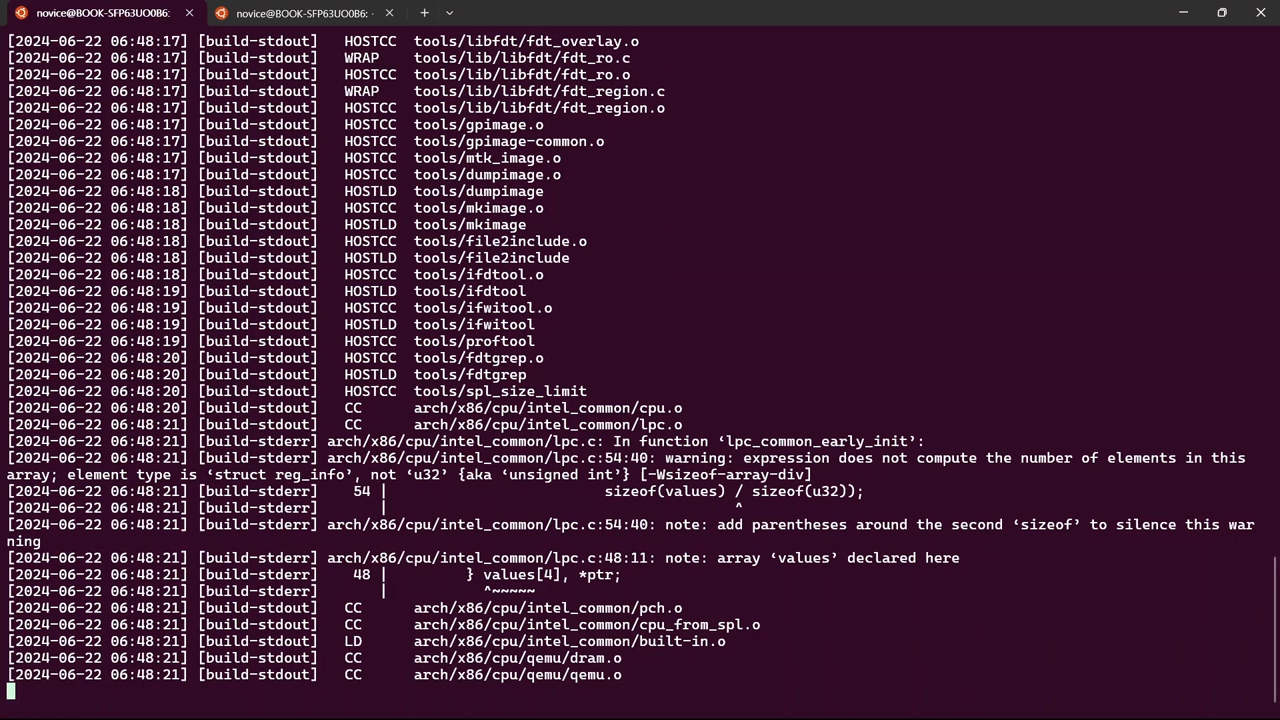 novice@BOOK-SFP63UO0B6:
novice@BOOK-SFP63UO0B6: -
[2024-06-22 06:48:17] [build-stdout]   HOSTCC  tools/libfdt/fdt_overlay.o
[2024-06-22 06:48:17] [build-stdout]   WRAP    tools/lib/libfdt/fdt_ro.c
[2024-06-22 06:48:17] [build-stdout]   HOSTCC  tools/lib/libfdt/fdt_ro.o
[2024-06-22 06:48:17] [build-stdout]   WRAP    tools/lib/libfdt/fdt_region.c
[2024-06-22 06:48:17] [build-stdout]   HOSTCC  tools/lib/libfdt/fdt_region.o
[2024-06-22 06:48:17] [build-stdout]   HOSTCC  tools/gpimage.o
[2024-06-22 06:48:17] [build-stdout]   HOSTCC  tools/gpimage-common.o
[2024-06-22 06:48:17] [build-stdout]   HOSTCC  tools/mtk_image.o
[2024-06-22 06:48:17] [build-stdout]   HOSTCC  tools/dumpimage.o
[2024-06-22 06:48:18] [build-stdout]   HOSTLD  tools/dumpimage
[2024-06-22 06:48:18] [build-stdout]   HOSTCC  tools/mkimage.o
[2024-06-22 06:48:18] [build-stdout]   HOSTLD  tools/mkimage
[2024-06-22 06:48:18] [build-stdout]   HOSTCC  tools/file2include.o
[2024-06-22 06:48:18] [build-stdout]   HOSTLD  tools/file2include
[2024-06-22 06:48:18] [build-stdout]   HOSTCC  tools/ifdtool.o
[2024-06-22 06:48:19] [build-stdout]   HOSTLD  tools/ifdtool
[2024-06-22 06:48:19] [build-stdout]   HOSTCC  tools/ifwitool.o
[2024-06-22 06:48:19] [build-stdout]   HOSTLD  tools/ifwitool
[2024-06-22 06:48:19] [build-stdout]   HOSTCC  tools/proftool
[2024-06-22 06:48:20] [build-stdout]   HOSTCC  tools/fdtgrep.o
[2024-06-22 06:48:20] [build-stdout]   HOSTLD  tools/fdtgrep
[2024-06-22 06:48:20] [build-stdout]   HOSTCC  tools/spl_size_limit
[2024-06-22 06:48:20] [build-stdout]   CC      arch/x86/cpu/intel_common/cpu.o
[2024-06-22 06:48:21] [build-stdout]   CC      arch/x86/cpu/intel_common/lpc.o
[2024-06-22 06:48:21] [build-stderr] arch/x86/cpu/intel_common/lpc.c: In function ‘lpc_common_early_init’:
[2024-06-22 06:48:21] [build-stderr] arch/x86/cpu/intel_common/lpc.c:54:40: warning: expression does not compute the number of elements in this
array; element type is ‘struct reg_info’, not ‘u32’ {aka ‘unsigned int’} [-Wsizeof-array-div]
[2024-06-22 06:48:21] [build-stderr]    54 |                         sizeof(values) / sizeof(u32));
[2024-06-22 06:48:21] [build-stderr]       |                                        ^
[2024-06-22 06:48:21] [build-stderr] arch/x86/cpu/intel_common/lpc.c:54:40: note: add parentheses around the second ‘sizeof’ to silence this war
ning
[2024-06-22 06:48:21] [build-stderr] arch/x86/cpu/intel_common/lpc.c:48:11: note: array ‘values’ declared here
[2024-06-22 06:48:21] [build-stderr]    48 |         } values[4], *ptr;
[2024-06-22 06:48:21] [build-stderr]       |           ^~~~~~
[2024-06-22 06:48:21] [build-stdout]   CC      arch/x86/cpu/intel_common/pch.o
[2024-06-22 06:48:21] [build-stdout]   CC      arch/x86/cpu/intel_common/cpu_from_spl.o
[2024-06-22 06:48:21] [build-stdout]   LD      arch/x86/cpu/intel_common/built-in.o
[2024-06-22 06:48:21] [build-stdout]   CC      arch/x86/cpu/qemu/dram.o
[2024-06-22 06:48:21] [build-stdout]   CC      arch/x86/cpu/qemu/qemu.o